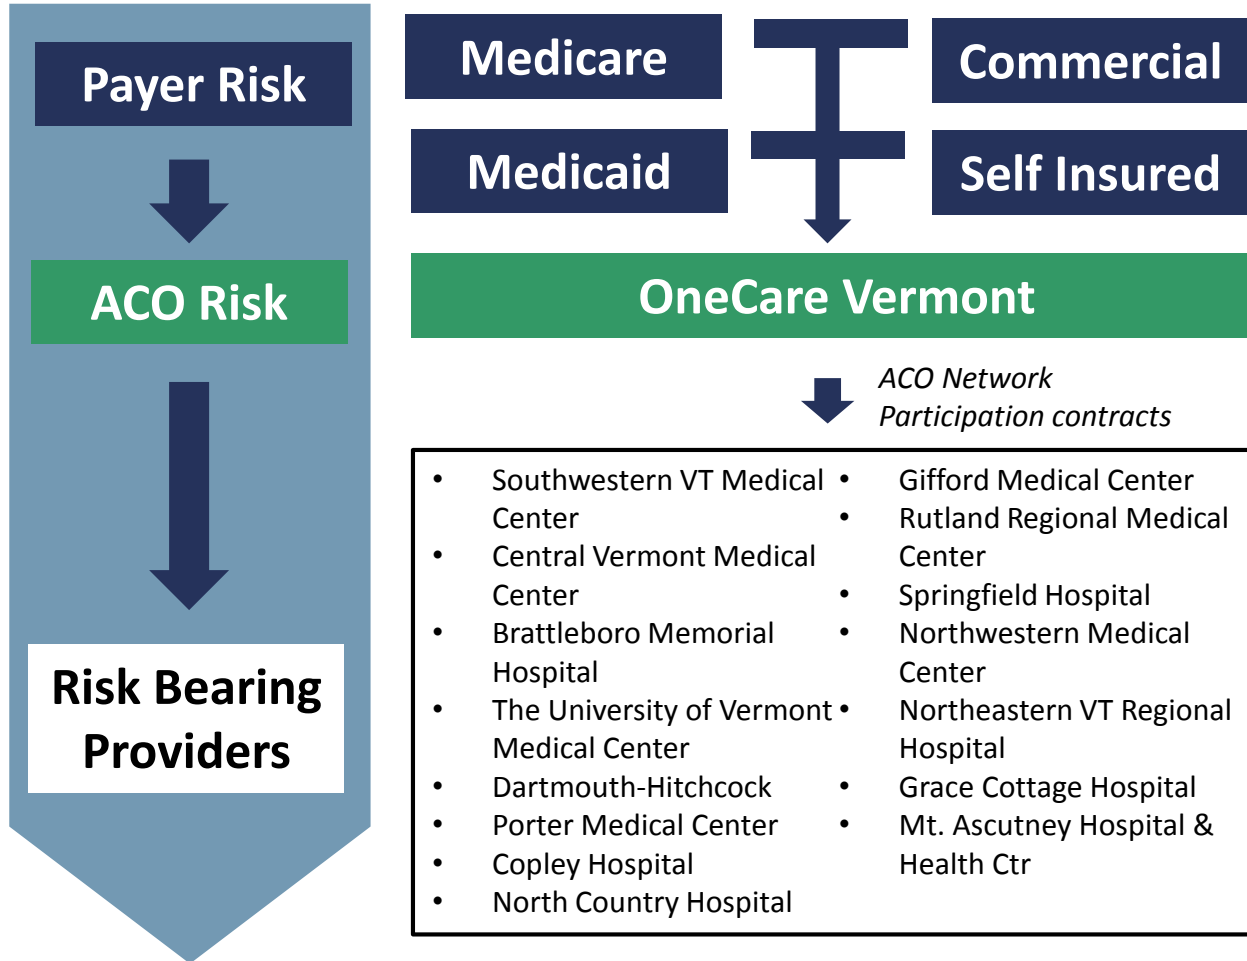 Payer Risk
ACO Risk
Risk Bearing
Providers
Medicare
Commercial
Medicaid
Self Insured
OneCare Vermont
ACO Network
Participation contracts
• Southwestern VT Medical
Center
• Central Vermont Medical
Center
• Brattleboro Memorial
Hospital
• The University of Vermont
Medical Center
• Dartmouth-Hitchcock
• Porter Medical Center
• Copley Hospital
• North Country Hospital
• Gifford Medical Center
• Rutland Regional Medical
Center
• Springfield Hospital
• Northwestern Medical
Center
• Northeastern VT Regional
Hospital
• Grace Cottage Hospital
• Mt. Ascutney Hospital &
Health Ctr